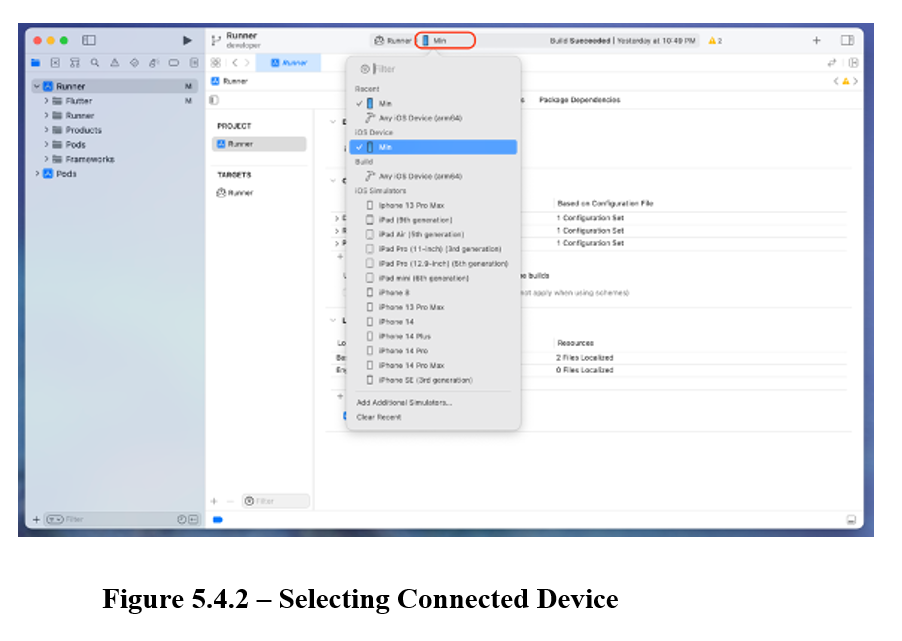 Runner
developer
Runner
Min
Build Succeeded | Yesterday at 10:49 PM
2
Runner
M
Flutter
M
Runner
Products
Pods
Frameworks
Pods
Filter
Runner
Runner
PROJECT
Runner
TARGETS
Runner
Filter
Filter
Recent
Min
Any iOS Device (arm64)
iOS Device
Min
Build
Any iOS Device (arm64)
iOS Simulators
Iphone 13 Pro Max
iPad (9th generation)
iPad Air (5th generation)
iPad Pro (11-inch) (3rd generation)
iPad Pro (12.9-inch) (5th generation)
iPad mini (6th generation)
iPhone 8
iPhone 13 Pro Max
iPhone 14
iPhone 14 Plus
iPhone 14 Pro
iPhone 14 Pro Max
iPhone SE (3rd generation)
Add Additional Simulators...
Clear Recent
Package Dependencies
Based on Configuration File
1 Configuration Set
1 Configuration Set
1 Configuration Set
builds
not apply when using schemes)
Resources
2 Files Localized
0 Files Localized
Figure 5.4.2 – Selecting Connected Device